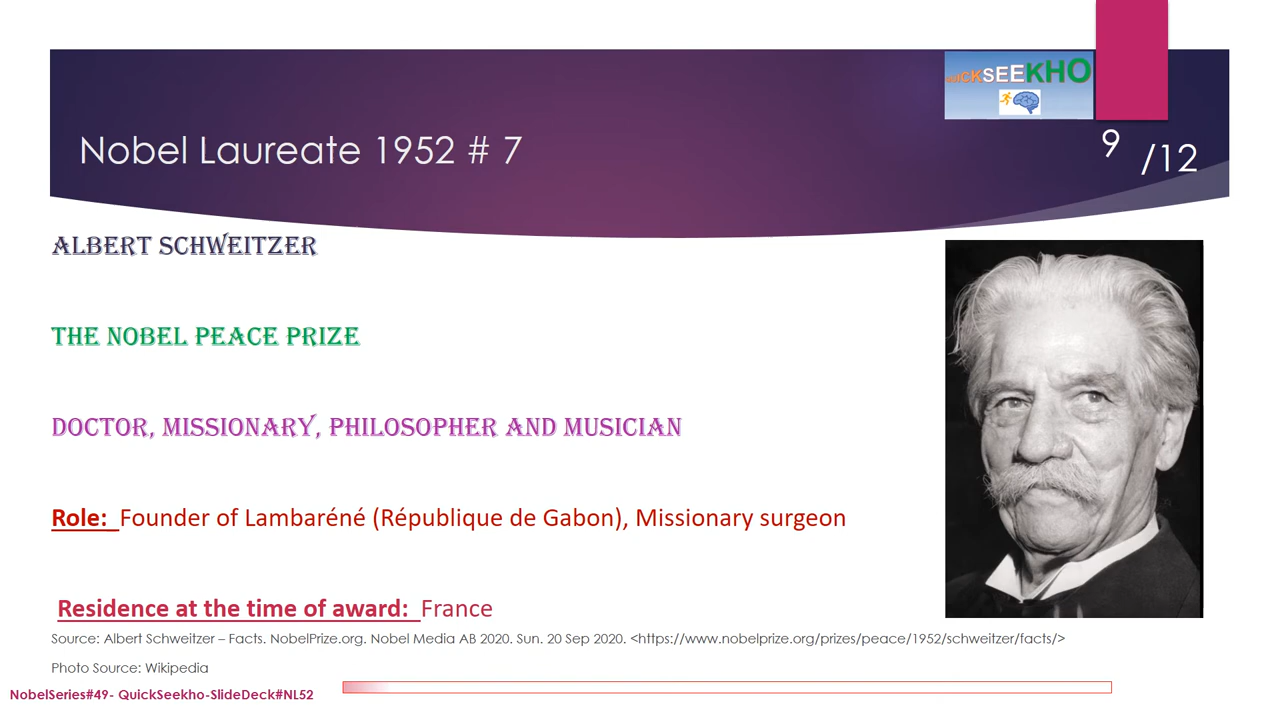 QUICKSEEKHO
Nobel Laureate 1952 # 7
9 /12
ALBERT SCHWEITZER
THE NOBEL PEACE PRIZE
DOCTOR, MISSIONARY, PHILOSOPHER AND MUSICIAN
Role: Founder of Lambaréné (République de Gabon), Missionary surgeon
Residence at the time of award: France
Source: Albert Schweitzer – Facts. NobelPrize.org. Nobel Media AB 2020. Sun. 20 Sep 2020. <https://www.nobelprize.org/prizes/peace/1952/schweitzer/facts/>
Photo Source: Wikipedia
NobelSeries#49- QuickSeekho-SlideDeck#NL52